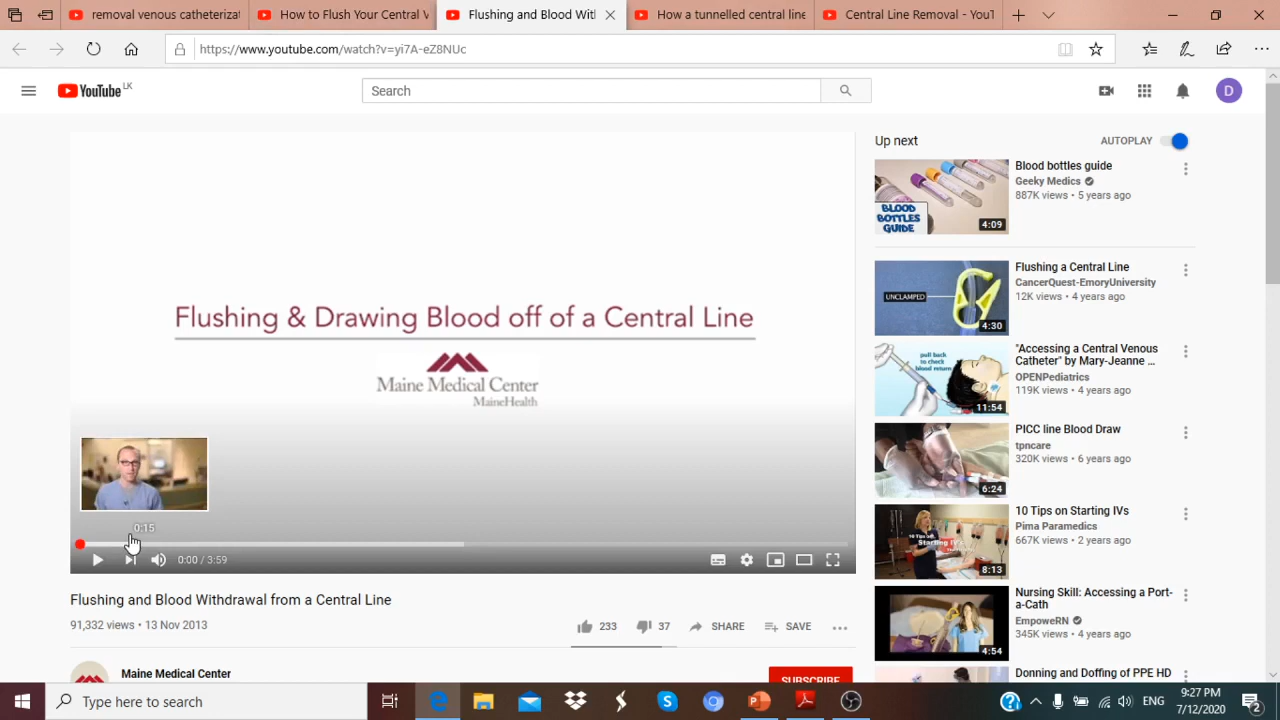 removal venous catheterizat
How to Flush Your Central V
Flushing and Blood With
How a tunnelled central line
Central Line Removal - YouT
https://www.youtube.com/watch?v=yi7A-eZ8NUc
YouTube LK
Search
D
Up next
AUTOPLAY
Flushing & Drawing Blood off of a Central Line
Maine Medical Center
MaineHealth
0:15
0:00 / 3:59
Flushing and Blood Withdrawal from a Central Line
91,332 views • 13 Nov 2013
233
37
SHARE
SAVE
Maine Medical Center
SUBSCRIBE
BLOOD
BOTTLES
GUIDE
4:09
Blood bottles guide
Geeky Medics
887K views • 5 years ago
UNCLAMPED
4:30
Flushing a Central Line
CancerQuest-EmoryUniversity
12K views • 4 years ago
pull back
to check
blood return
11:54
"Accessing a Central Venous
Catheter" by Mary-Jeanne ...
OPENPediatrics
119K views • 4 years ago
6:24
PICC line Blood Draw
tpncare
320K views • 6 years ago
Starting IVs
8:13
10 Tips on Starting IVs
Pima Paramedics
667K views • 2 years ago
4:54
Nursing Skill: Accessing a Port-
a-Cath
EmpoweRN
345K views • 4 years ago
Donning and Doffing of PPE HD
Type here to search
ENG
9:27 PM
7/12/2020
2